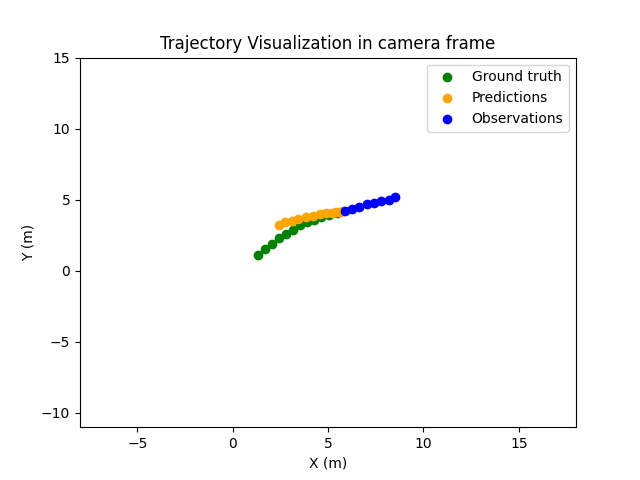 Trajectory Visualization in camera frame
Ground truth
Predictions
Observations
15
10
5
0
−5
−10
Y (m)
−5
0
5
10
15
X (m)